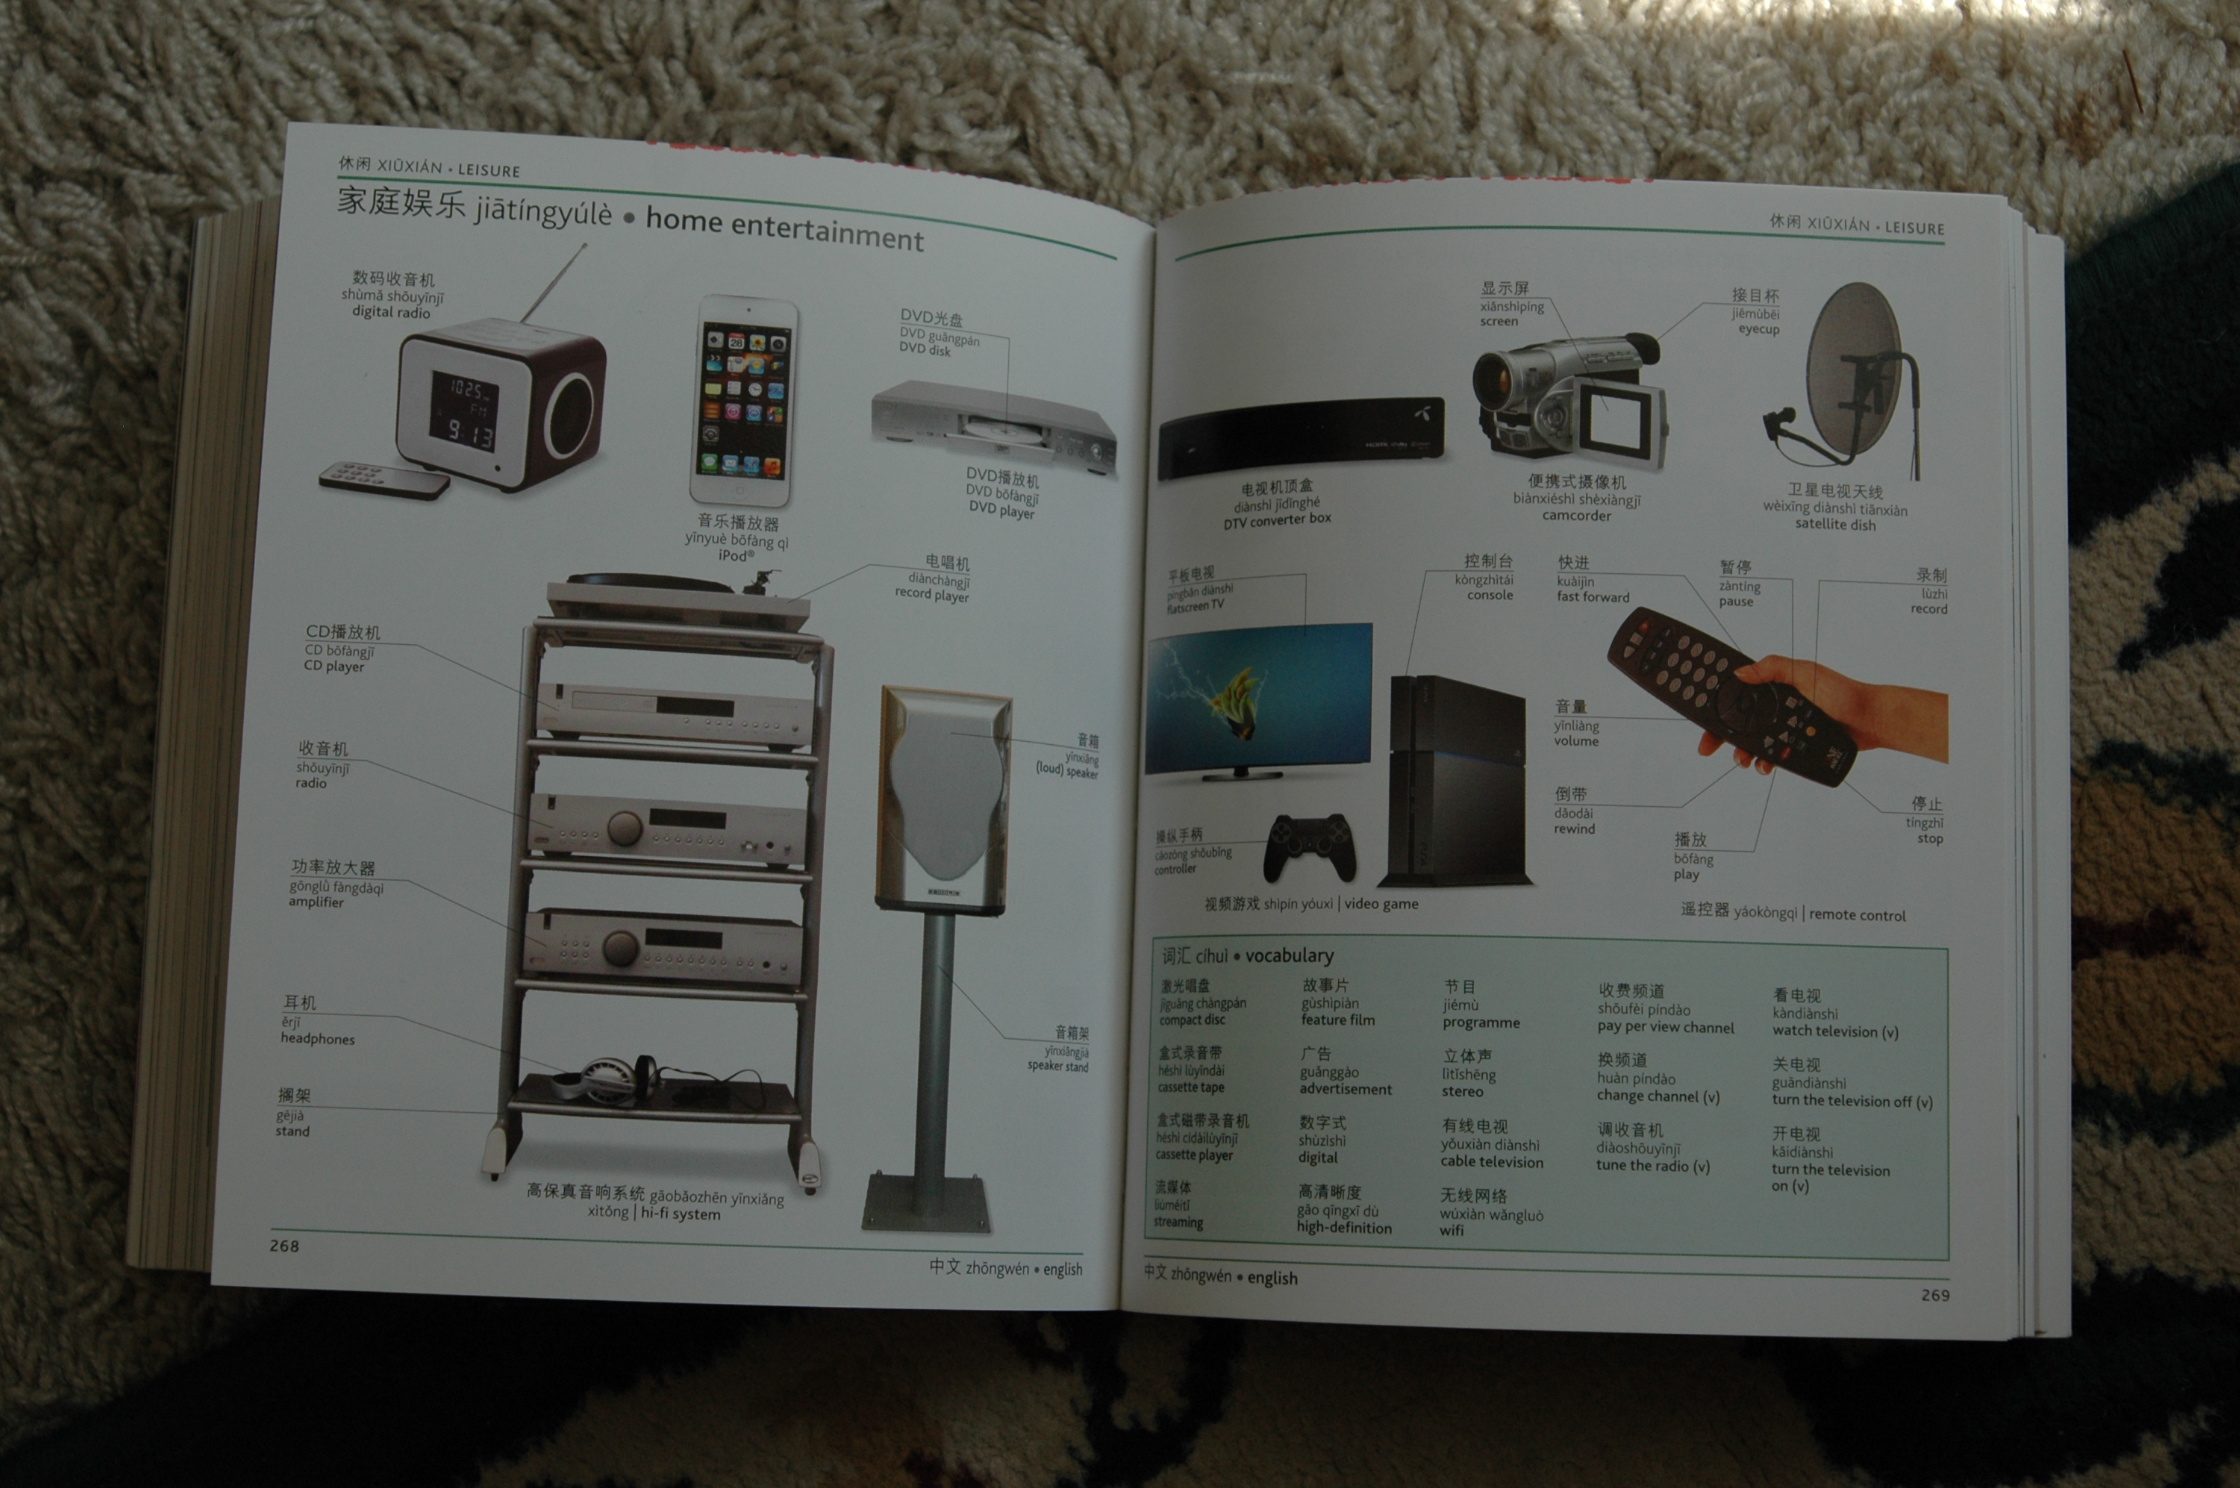 休闲 XIŪXIÁN • LEISURE
家庭娱乐 jiātíngyúlè • home entertainment
数码收音机
shùmǎ shōuyīnjī
digital radio
1025
FM
9:13
音乐播放器
yīnyuè bōfàng qì
iPod®
DVD光盘
DVD guāngpán
DVD disk
DVD播放机
DVD bōfàngjī
DVD player
电唱机
diànchàngjī
record player
CD播放机
CD bōfàngjī
CD player
收音机
shōuyīnjī
radio
功率放大器
gōnglǜ fàngdàqì
amplifier
耳机
ěrjī
headphones
搁架
gējià
stand
音箱
yīnxiāng
(loud) speaker
音箱架
yīnxiāngjià
speaker stand
高保真音响系统 gāobǎozhēn yīnxiǎng
xìtǒng | hi-fi system
268
中文 zhōngwén • english
休闲 XIŪXIÁN • LEISURE
电视机顶盒
diànshì jīdǐnghé
DTV converter box
显示屏
xiǎnshìpíng
screen
接目杯
jiēmùbēi
eyecup
便携式摄像机
biànxiéshì shèxiàngjī
camcorder
卫星电视天线
wèixīng diànshì tiānxiàn
satellite dish
平板电视
píngbǎn diànshì
flatscreen TV
控制台
kòngzhìtái
console
操纵手柄
cāozòng shǒubǐng
controller
视频游戏 shìpín yóuxì | video game
快进
kuàijìn
fast forward
暂停
zàntíng
pause
录制
lùzhì
record
音量
yīnliàng
volume
倒带
dǎodài
rewind
播放
bōfàng
play
停止
tíngzhǐ
stop
遥控器 yáokòngqì | remote control
词汇 cíhuì • vocabulary
激光唱盘
jīguāng chàngpán
compact disc
盒式录音带
héshì lùyīndài
cassette tape
盒式磁带录音机
héshì cídàilùyīnjī
cassette player
流媒体
liúméitǐ
streaming
故事片
gùshìpiàn
feature film
广告
guǎnggào
advertisement
数字式
shùzìshì
digital
高清晰度
gāo qīngxī dù
high-definition
节目
jiémù
programme
立体声
lìtǐshēng
stereo
有线电视
yǒuxiàn diànshì
cable television
无线网络
wúxiàn wǎngluò
wifi
收费频道
shōufèi píndào
pay per view channel
换频道
huàn píndào
change channel (v)
调收音机
diàoshōuyīnjī
tune the radio (v)
看电视
kàndiànshì
watch television (v)
关电视
guāndiànshì
turn the television off (v)
开电视
kāidiànshì
turn the television
on (v)
中文 zhōngwén • english
269